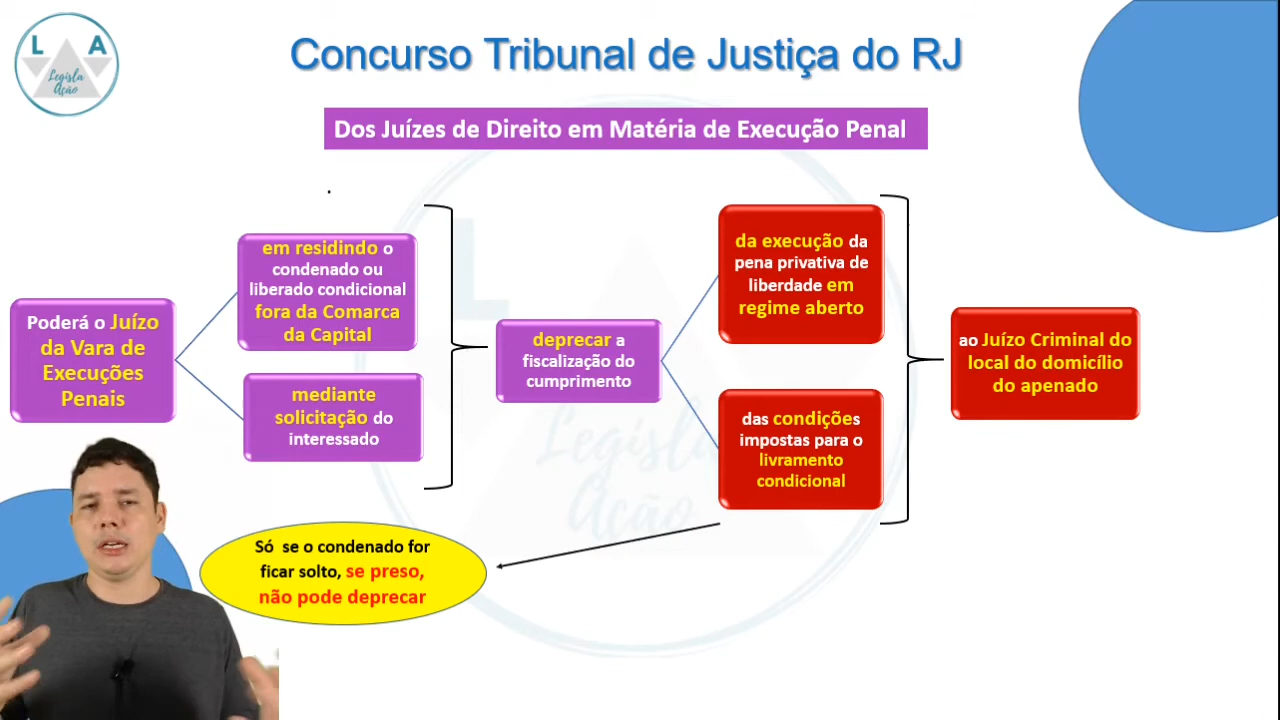 L A
Legisla
Ação
Concurso Tribunal de Justiça do RJ
Dos Juízes de Direito em Matéria de Execução Penal
Poderá o Juízo
da Vara de
Execuções
Penais
em residindo o
condenado ou
liberado condicional
fora da Comarca
da Capital
mediante
solicitação do
interessado
deprecar a
fiscalização do
cumprimento
da execução da
pena privativa de
liberdade em
regime aberto
das condições
impostas para o
livramento
condicional
ao Juízo Criminal do
local do domicílio
do apenado
Só se o condenado for
ficar solto, se preso,
não pode deprecar
L
Legisla
Ação